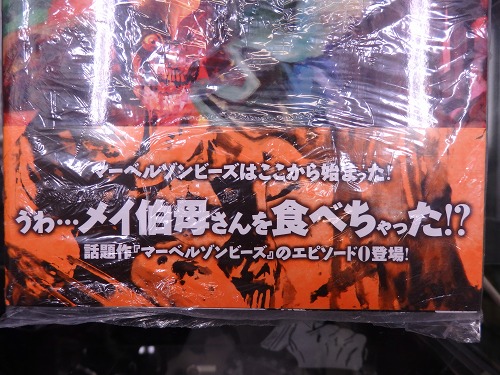 マーベルゾンビーズはここから始まった!
うわ…メイ伯母さんを食べちゃった!?
話題作『マーベルゾンビーズ』のエピソード0登場!